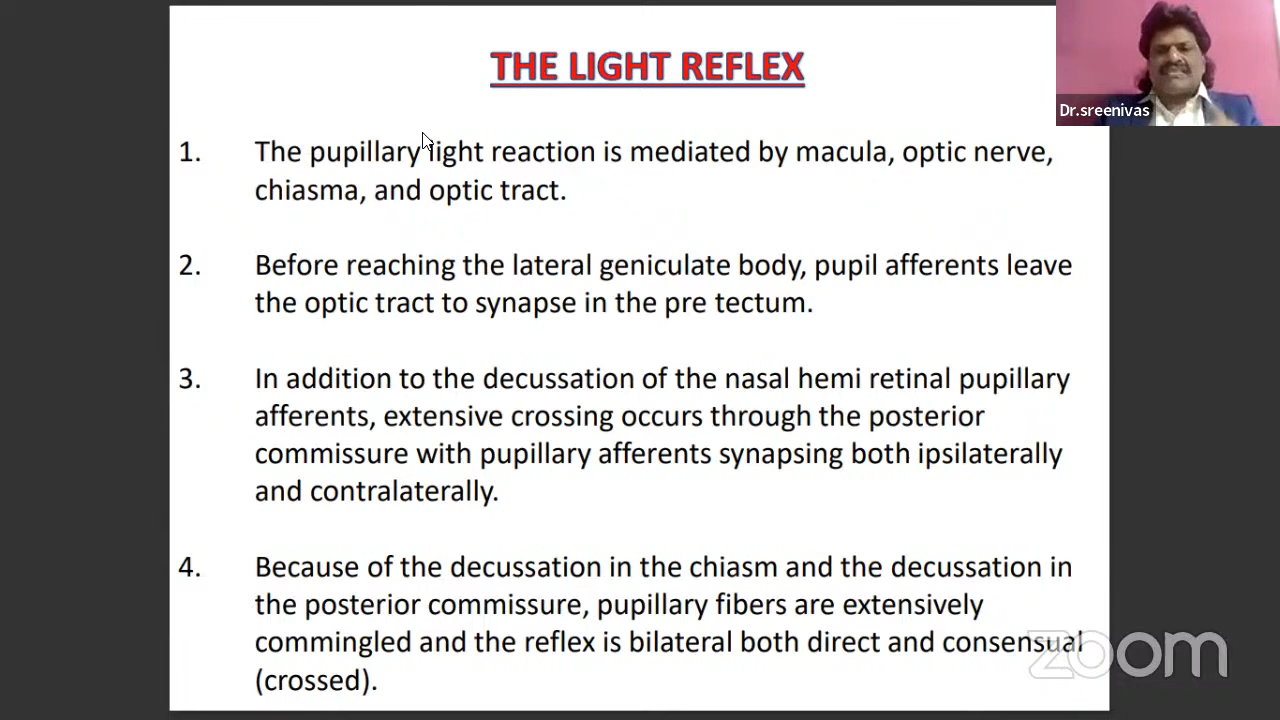 THE LIGHT REFLEX
Dr.sreenivas
1. The pupillary light reaction is mediated by macula, optic nerve,
chiasma, and optic tract.
2. Before reaching the lateral geniculate body, pupil afferents leave
the optic tract to synapse in the pre tectum.
3. In addition to the decussation of the nasal hemi retinal pupillary
afferents, extensive crossing occurs through the posterior
commissure with pupillary afferents synapsing both ipsilaterally
and contralaterally.
4. Because of the decussation in the chiasm and the decussation in
the posterior commissure, pupillary fibers are extensively
commingled and the reflex is bilateral both direct and consensual
(crossed).
zoom